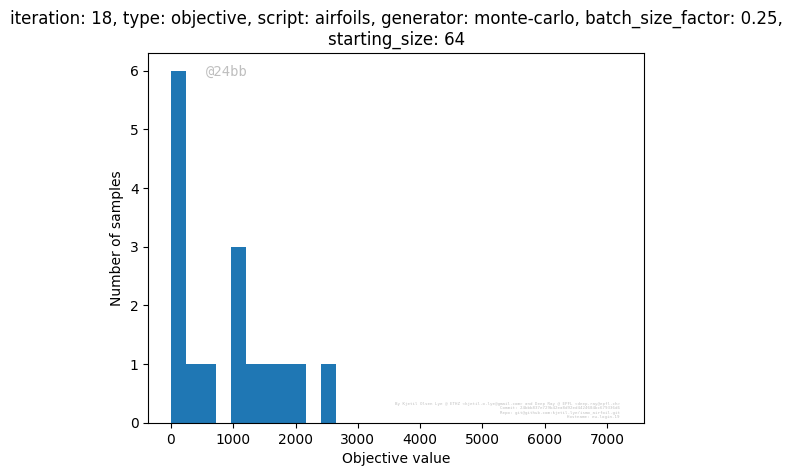 iteration: 18, type: objective, script: airfoils, generator: monte-carlo, batch_size_factor: 0.25,
starting_size: 64
@24bb
6
5
4
3
2
1
0
Number of samples
0 1000 2000 3000 4000 5000 6000 7000
Objective value